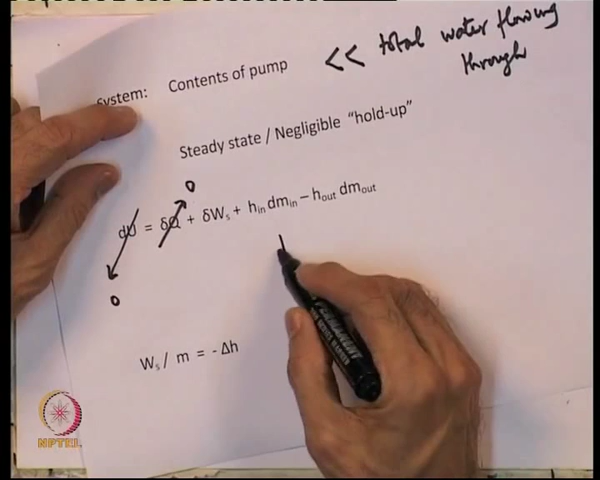 System: Contents of pump << total water flowing
through
Steady state / Negligible "hold-up"
dU = δQ + δWs + hin dmin – hout dmout
0
0
Ws / m = - Δh
PERMANENT
NPTEL